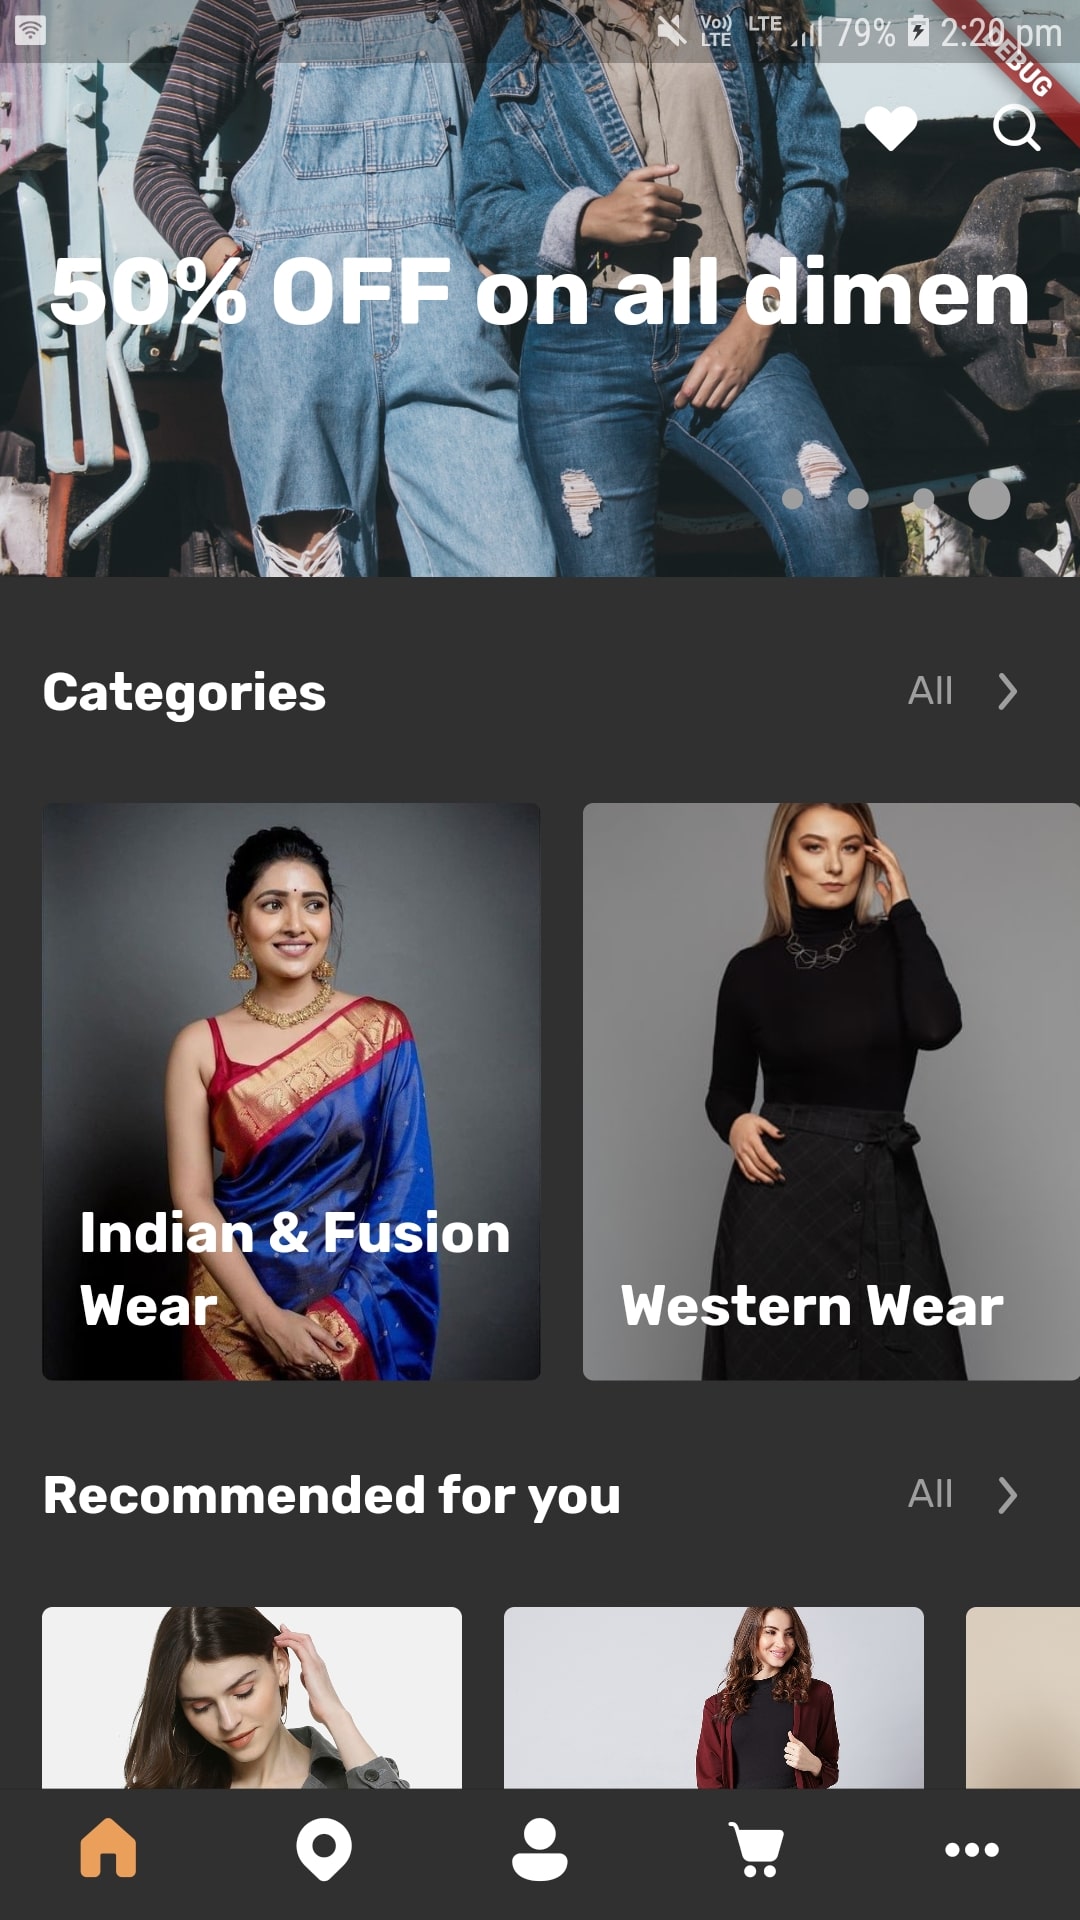 Vo)) LTE LTE 79% 2:20 pm
DEBUG
50% OFF on all dimen
Categories
All
Indian & Fusion
Wear
Western Wear
Recommended for you
All